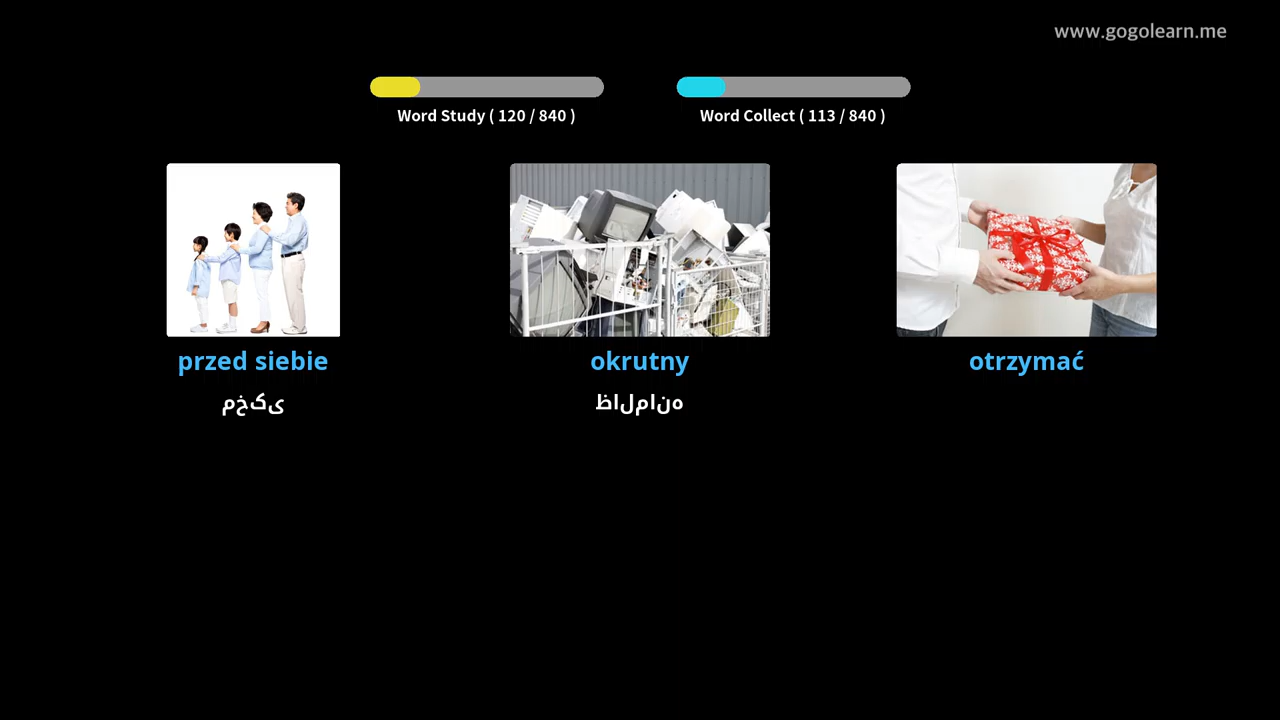 www.gogolearn.me
Word Study ( 120 / 840 )
Word Collect ( 113 / 840 )
przed siebie
okrutny
otrzymać
مخکی
ظالمانه